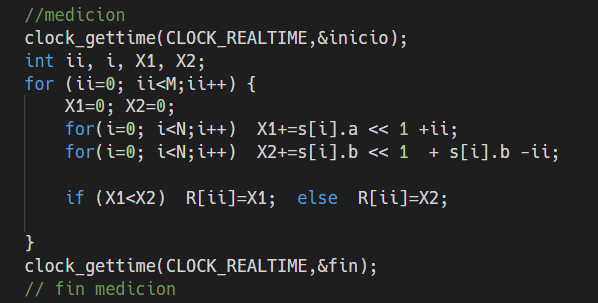 //medicion
clock_gettime(CLOCK_REALTIME,&inicio);
int ii, i, X1, X2;
for (ii=0; ii<M;ii++) {
X1=0; X2=0;
for(i=0; i<N;i++)  X1+=s[i].a << 1 +ii;
for(i=0; i<N;i++)  X2+=s[i].b << 1  + s[i].b -ii;
if (X1<X2)  R[ii]=X1;  else  R[ii]=X2;
}
clock_gettime(CLOCK_REALTIME,&fin);
// fin medicion